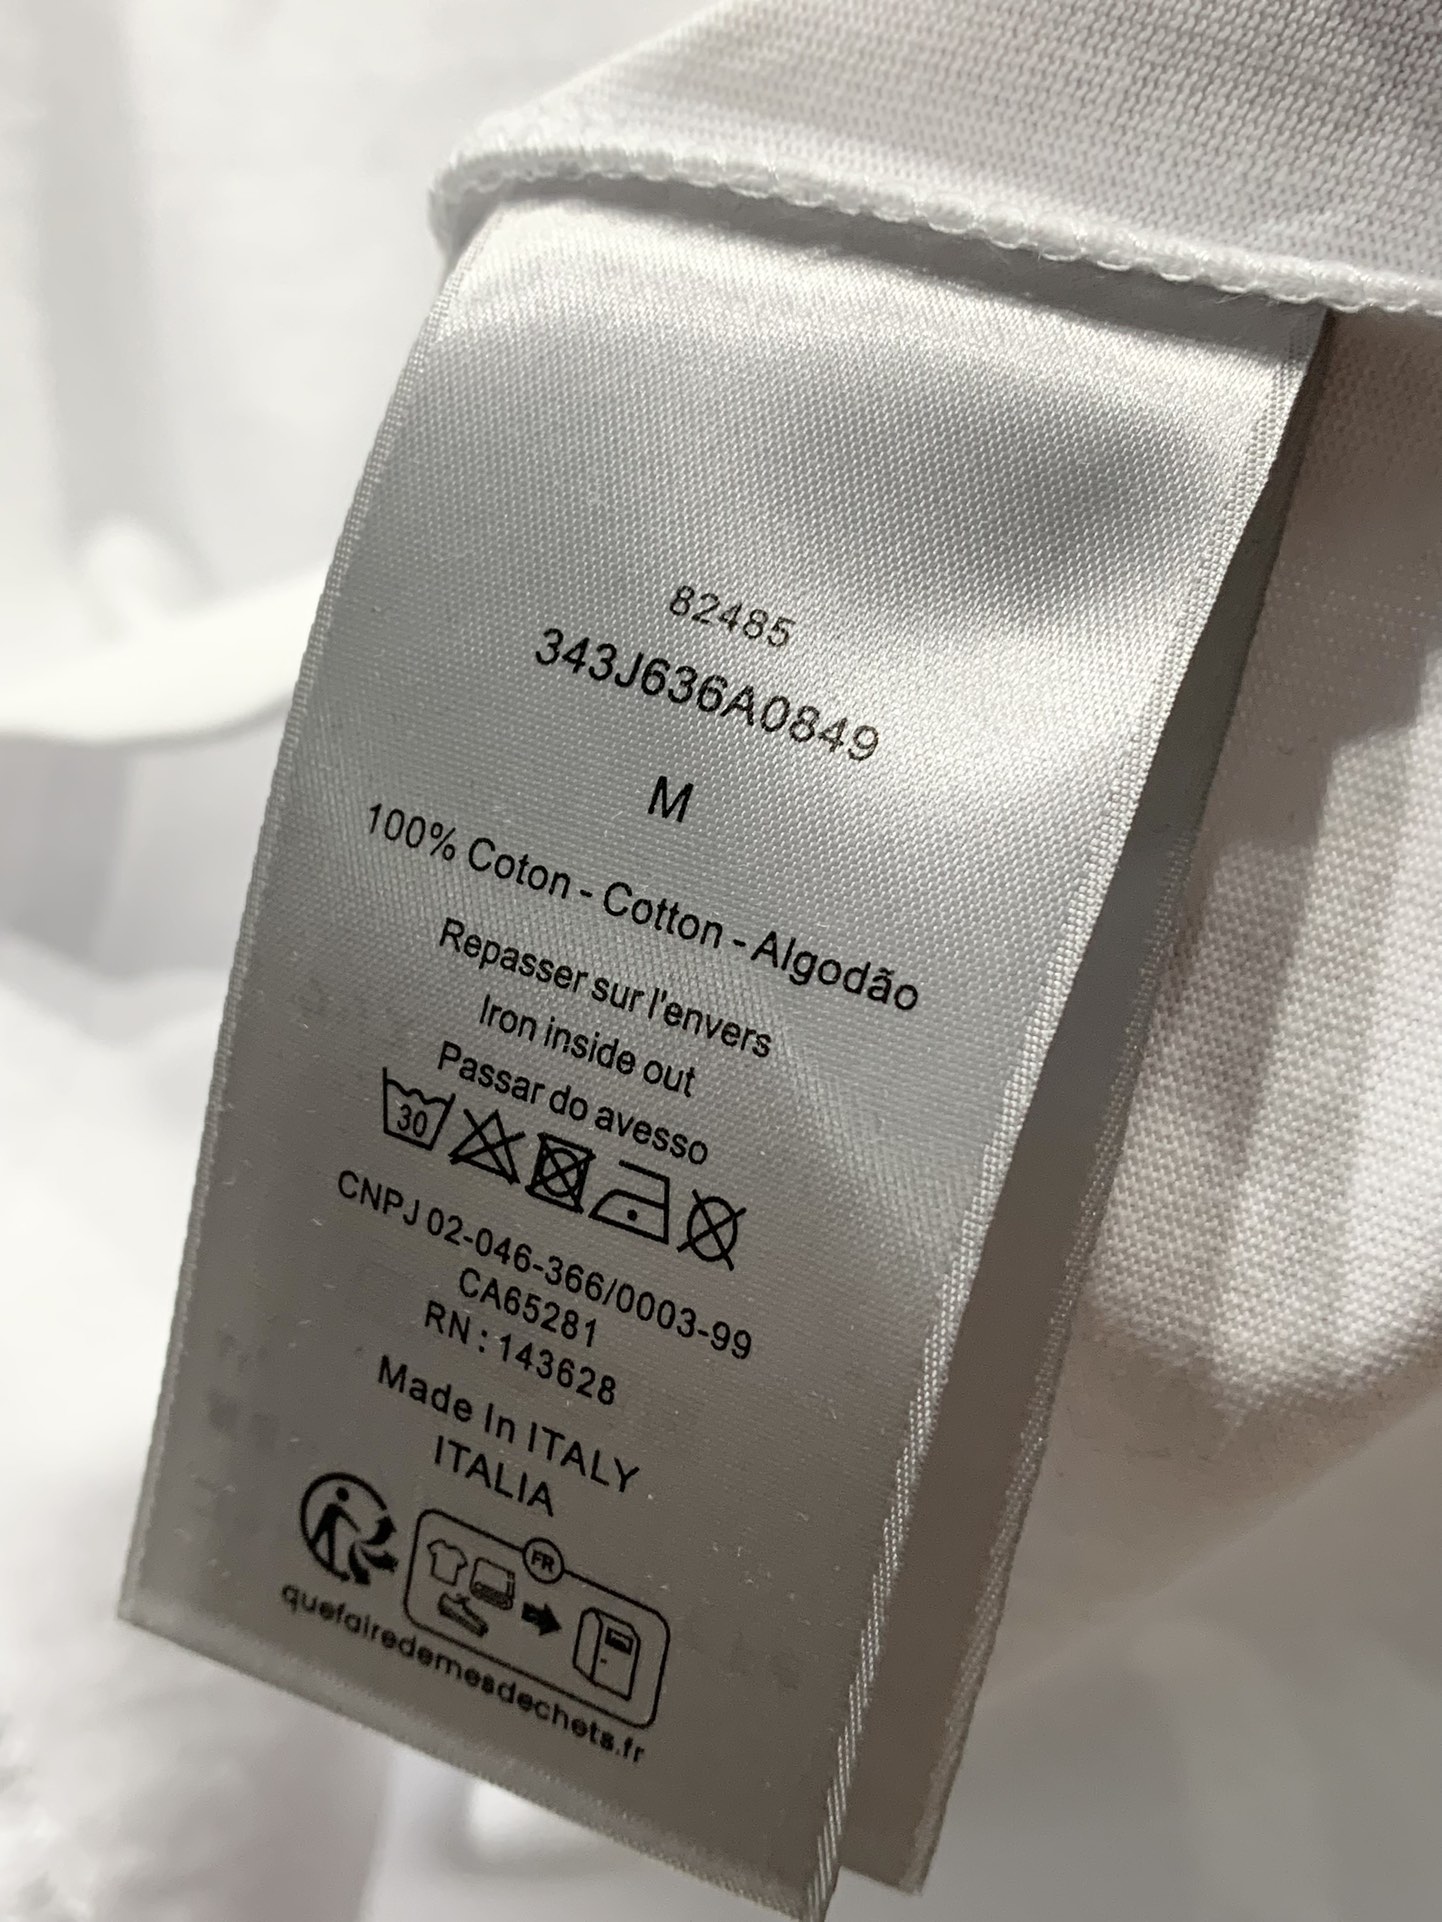 82485
343J636A0849
M
100% Coton - Cotton - Algodão
Repasser sur l'envers
Iron inside out
Passar do avesso
30
CNPJ 02-046-366/0003-99
CA65281
RN : 143628
Made In ITALY
ITALIA
FR
quefairedemesdechets.fr